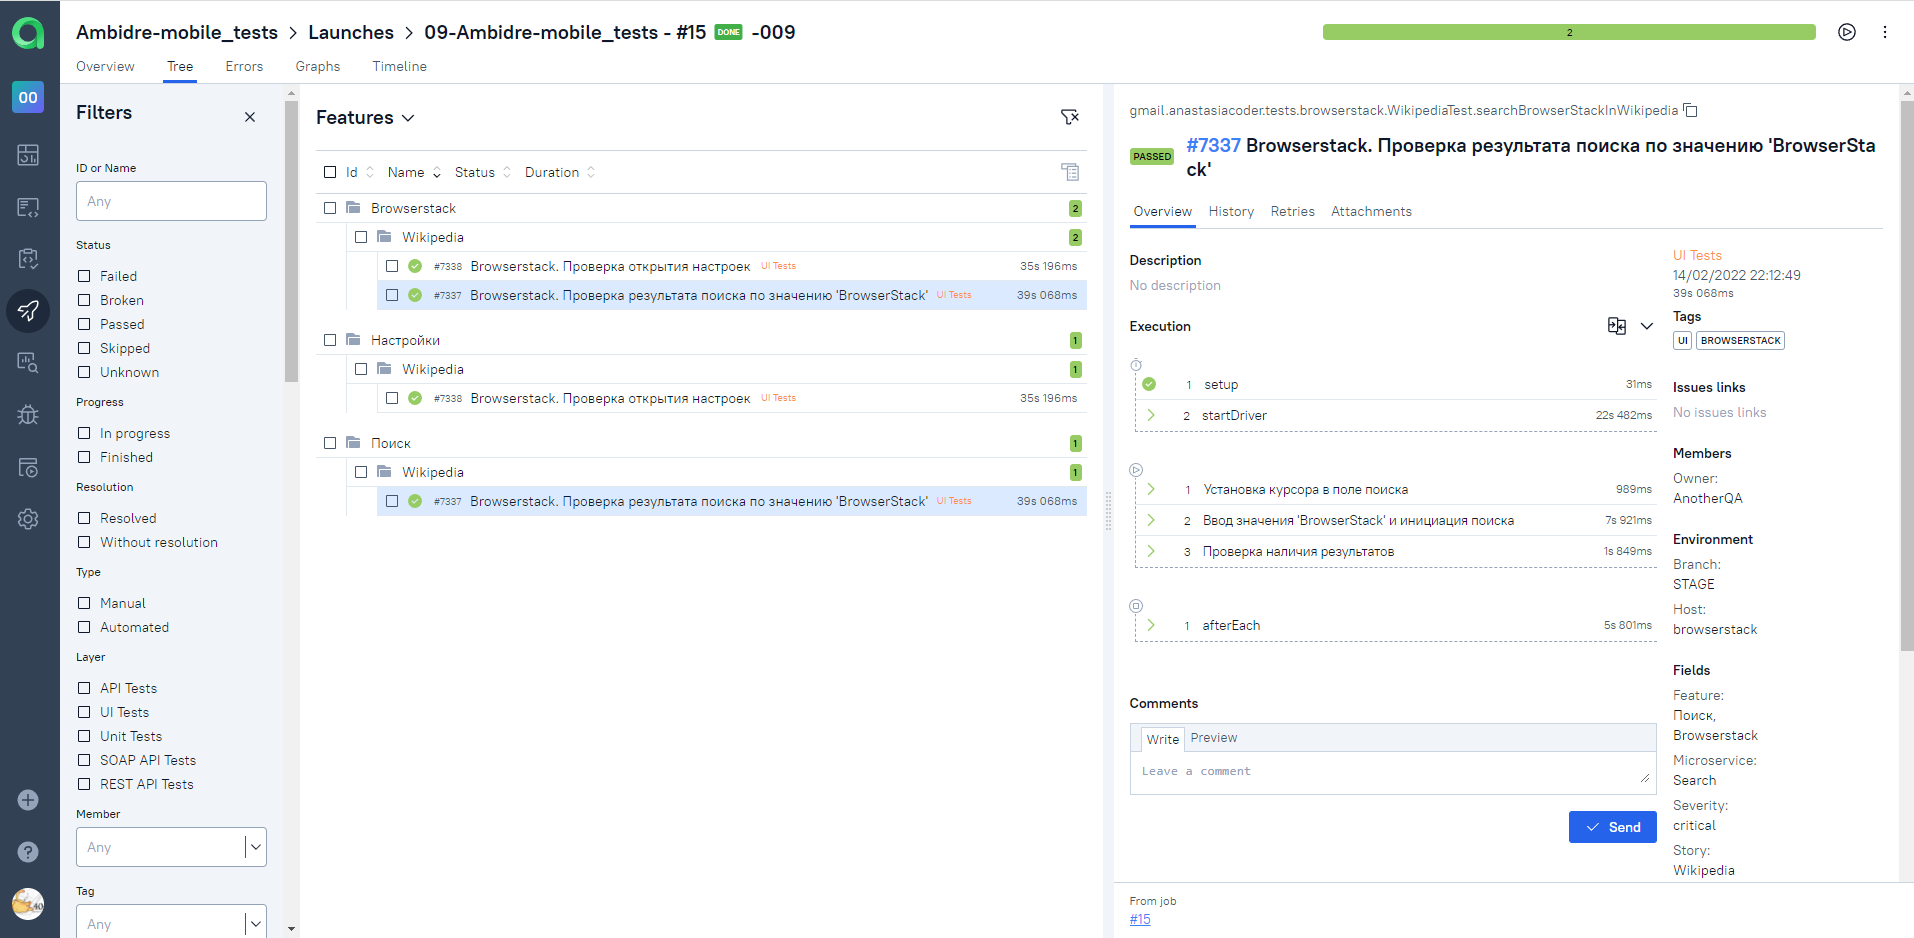 Ambidre-mobile_tests > Launches > 09-Ambidre-mobile_tests - #15 DONE -009
2
Overview Tree Errors Graphs Timeline
OO
Filters
ID or Name
Any
Status
Failed
Broken
Passed
Skipped
Unknown
Progress
In progress
Finished
Resolution
Resolved
Without resolution
Type
Manual
Automated
Layer
API Tests
UI Tests
Unit Tests
SOAP API Tests
REST API Tests
Member
Any
Tag
Any
Features
Id Name Status Duration
Browserstack 2
Wikipedia 2
#7338 Browserstack. Проверка открытия настроек UI Tests 35s 196ms
#7337 Browserstack. Проверка результата поиска по значению 'BrowserStack' UI Tests 39s 068ms
Настройки 1
Wikipedia 1
#7338 Browserstack. Проверка открытия настроек UI Tests 35s 196ms
Поиск 1
Wikipedia 1
#7337 Browserstack. Проверка результата поиска по значению 'BrowserStack' UI Tests 39s 068ms
gmail.anastasiacoder.tests.browserstack.WikipediaTest.searchBrowserStackInWikipedia
PASSED #7337 Browserstack. Проверка результата поиска по значению 'BrowserSta
ck'
Overview History Retries Attachments
Description
No description
Execution
1 setup 31ms
2 startDriver 22s 482ms
1 Установка курсора в поле поиска 989ms
2 Ввод значения 'BrowserStack' и инициация поиска 7s 921ms
3 Проверка наличия результатов 1s 849ms
1 afterEach 5s 801ms
Comments
Write Preview
Leave a comment
Send
UI Tests
14/02/2022 22:12:49
39s 068ms
Tags
UI BROWSERSTACK
Issues links
No issues links
Members
Owner:
AnotherQA
Environment
Branch:
STAGE
Host:
browserstack
Fields
Feature:
Поиск,
Browserstack
Microservice:
Search
Severity:
critical
Story:
Wikipedia
From job
#15